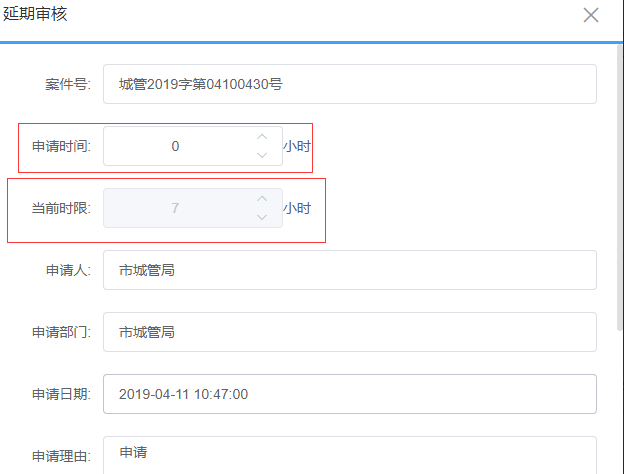 延期审核
案件号: 城管2019字第04100430号
申请时间: 0 小时
当前时限: 7 小时
申请人: 市城管局
申请部门: 市城管局
申请日期: 2019-04-11 10:47:00
申请理由: 申请